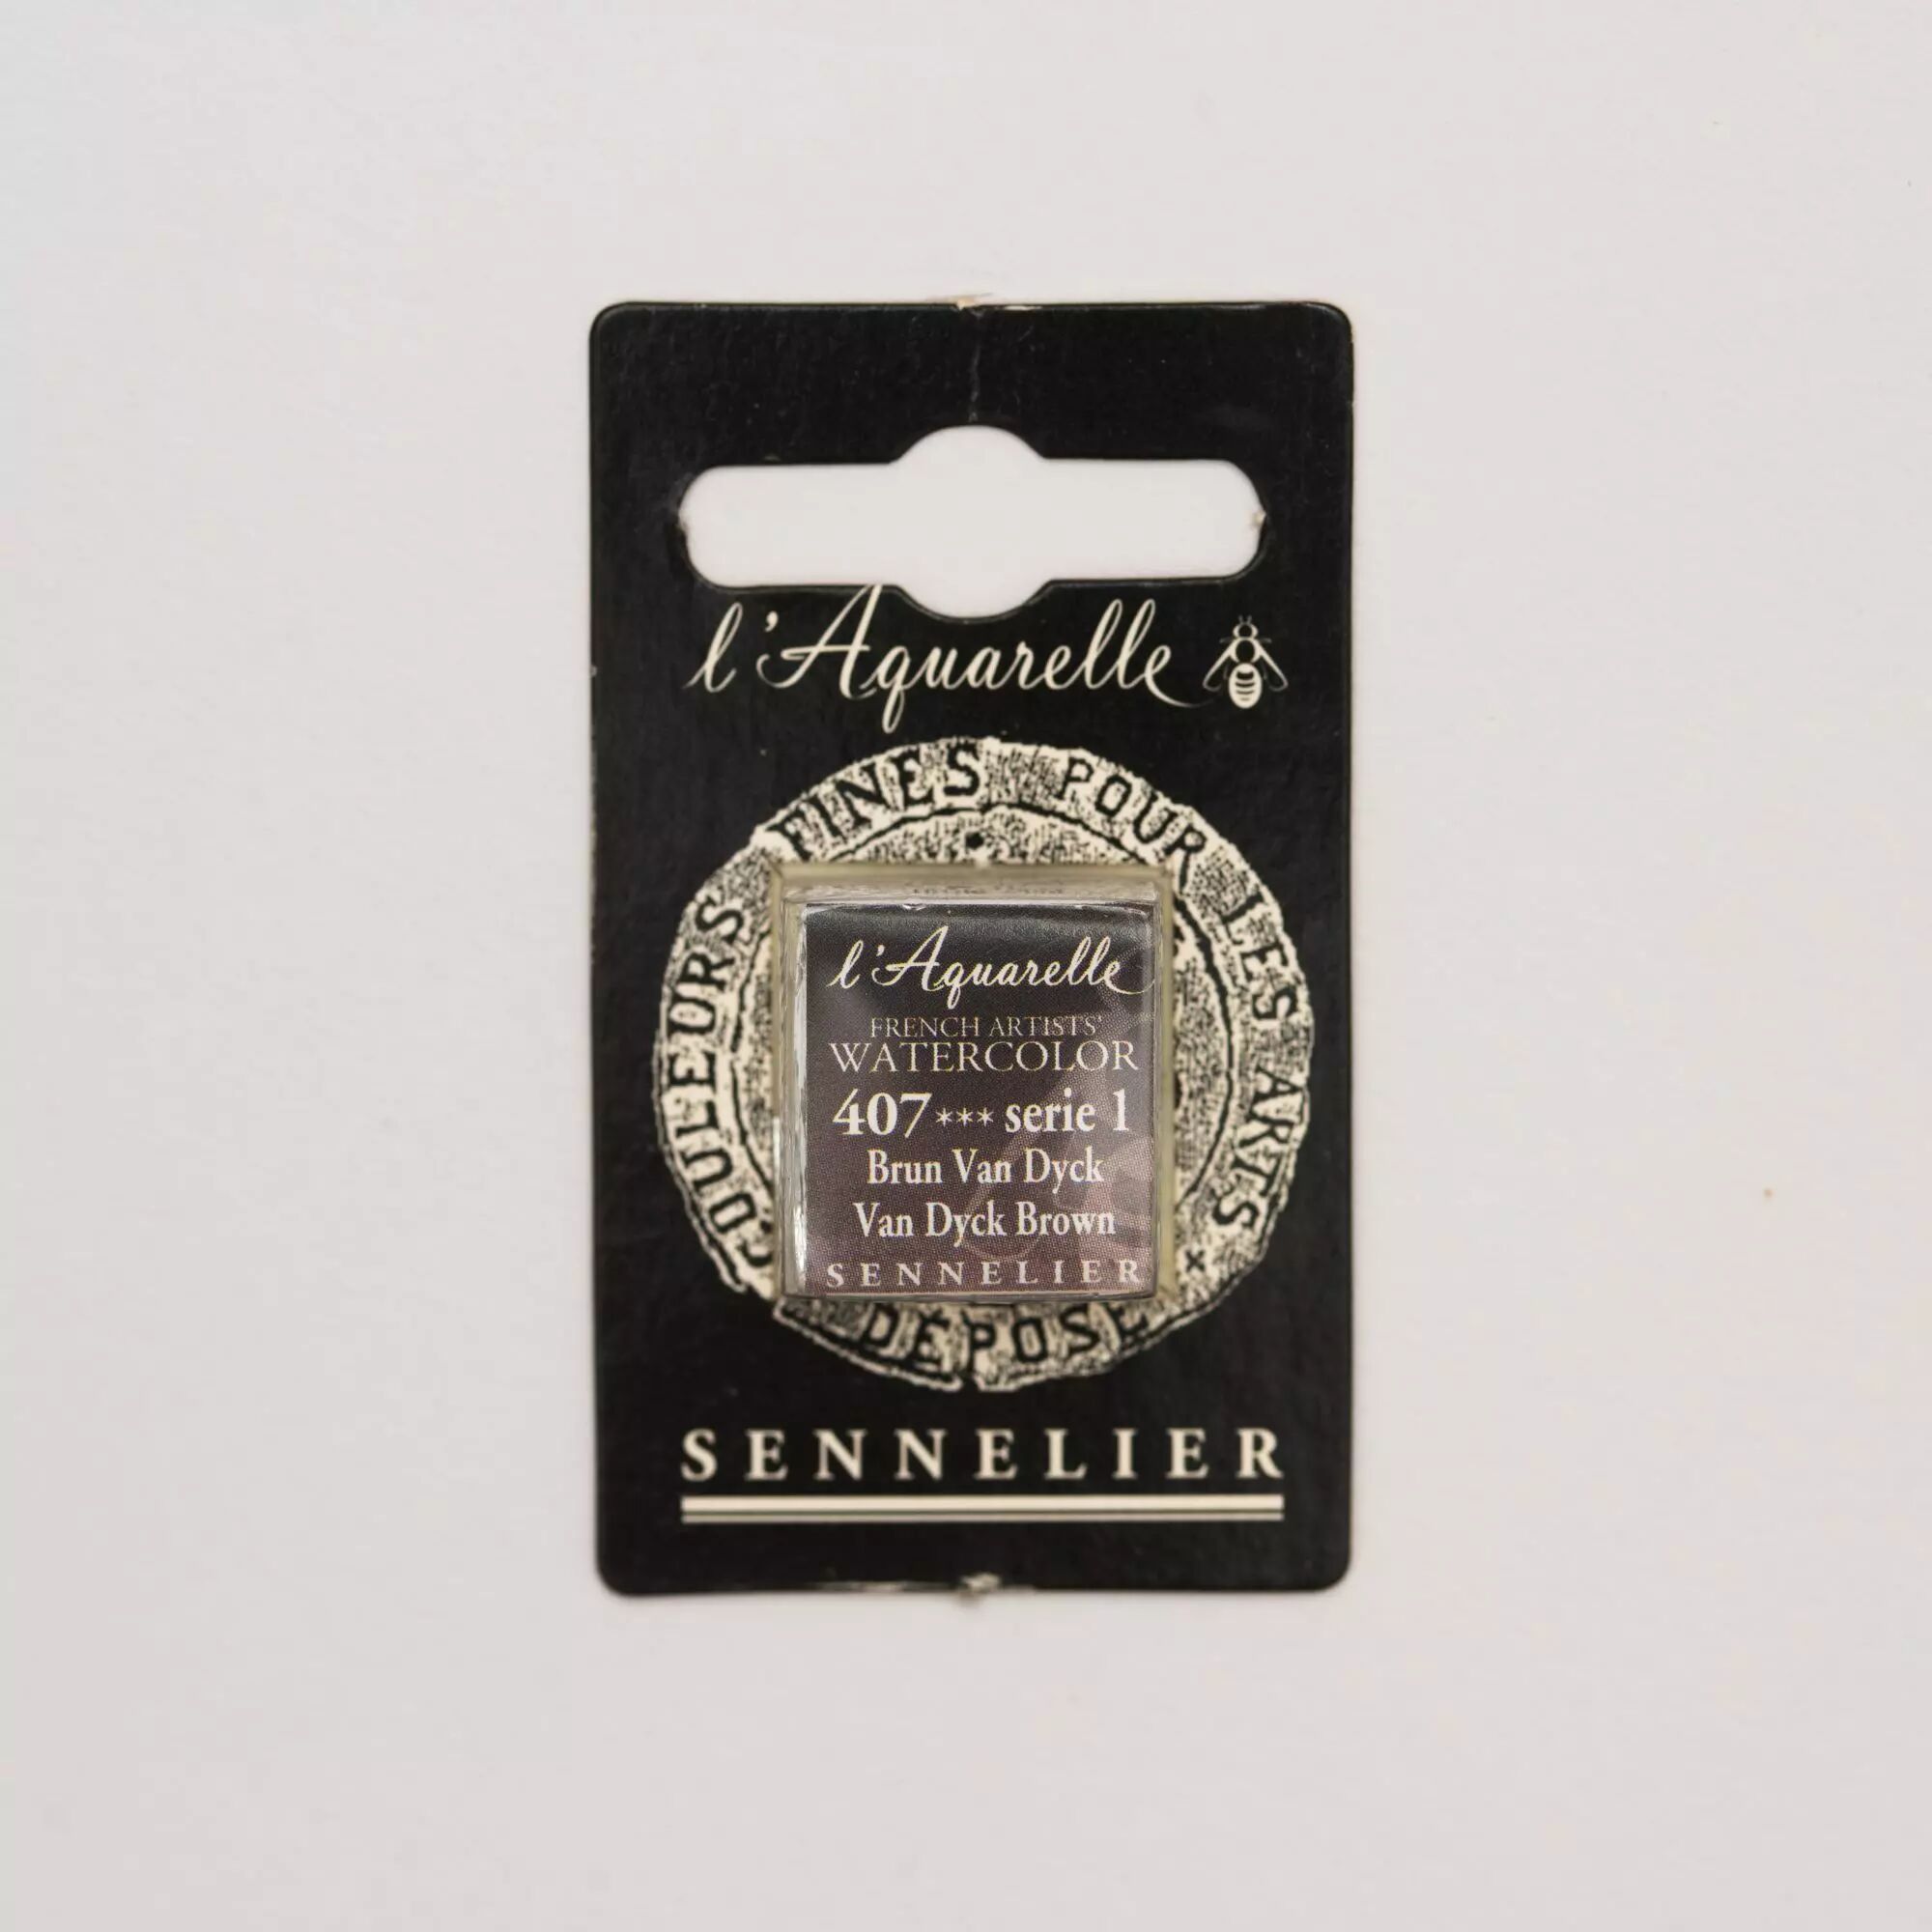 l'Aquarelle
COULEURS FINES POUR LES ARTS
l'Aquarelle
FRENCH ARTISTS'
WATERCOLOR
407*** serie 1
Brun Van Dyck
Van Dyck Brown
SENNELIER
DÉPOSÉ
SENNELIER